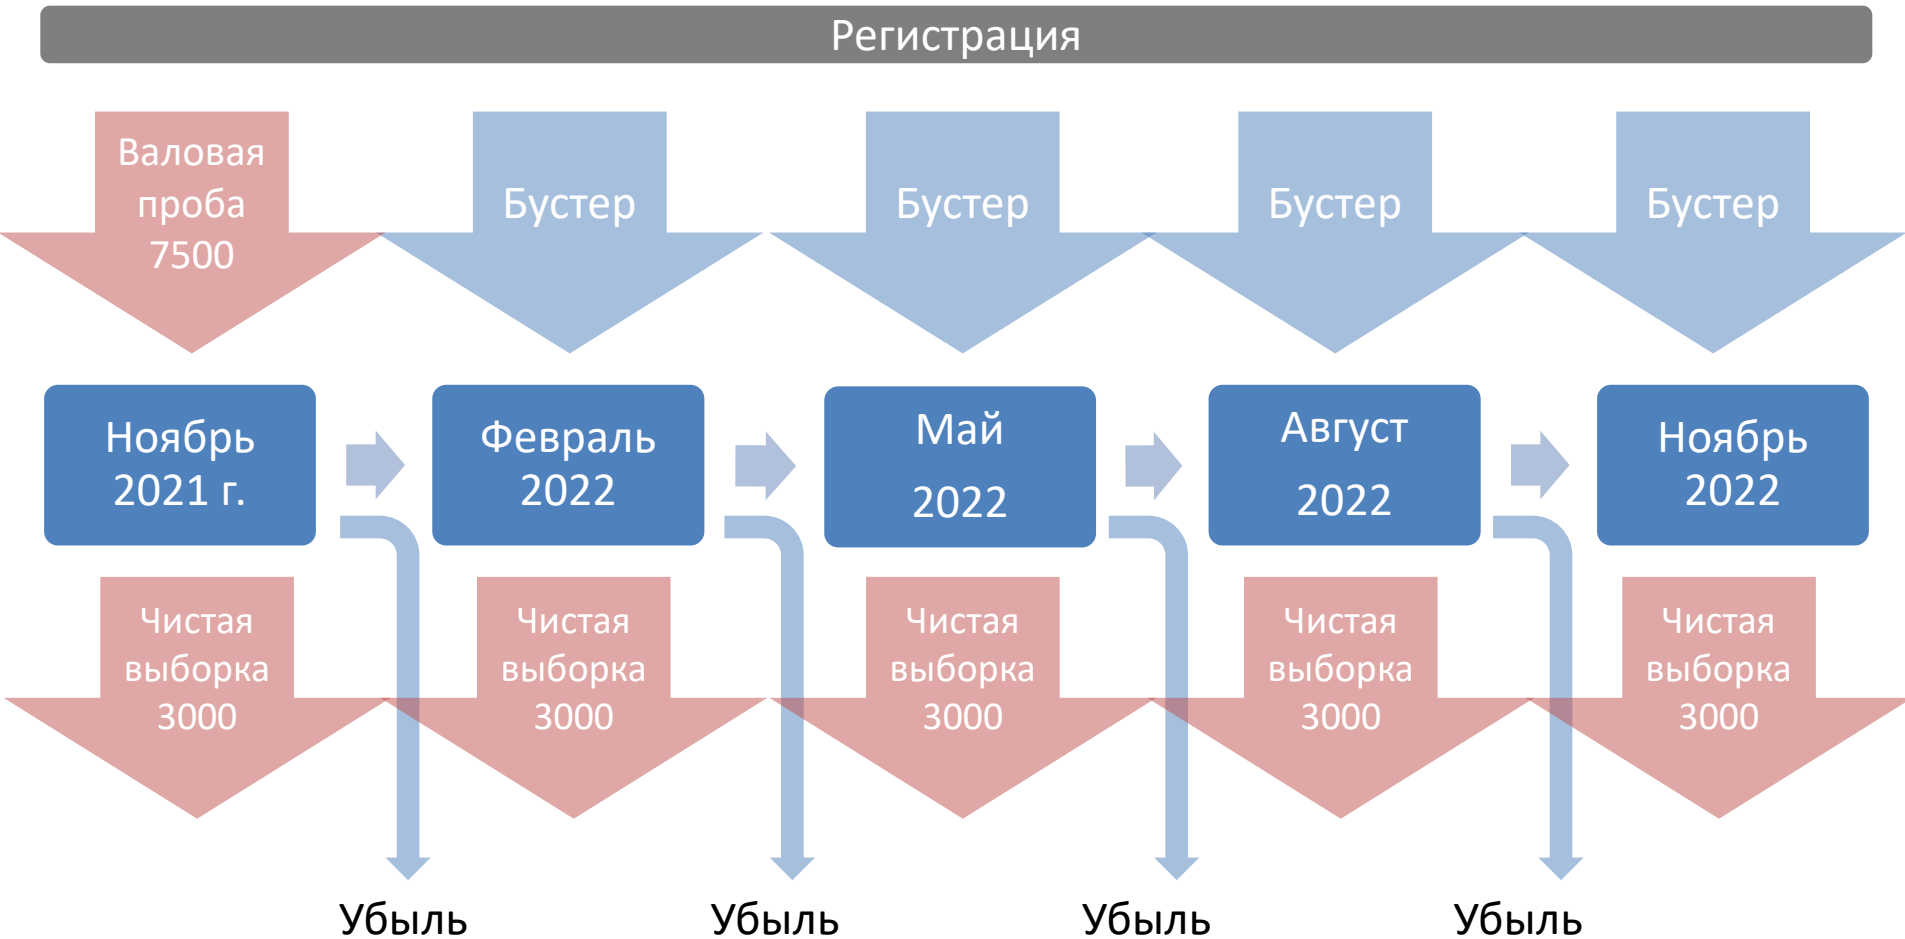 Регистрация
Валовая
проба
7500
Бустер
Бустер
Бустер
Бустер
Ноябрь
2021 г.
Февраль
2022
Май
2022
Август
2022
Ноябрь
2022
Чистая
выборка
3000
Чистая
выборка
3000
Чистая
выборка
3000
Чистая
выборка
3000
Чистая
выборка
3000
Убыль
Убыль
Убыль
Убыль